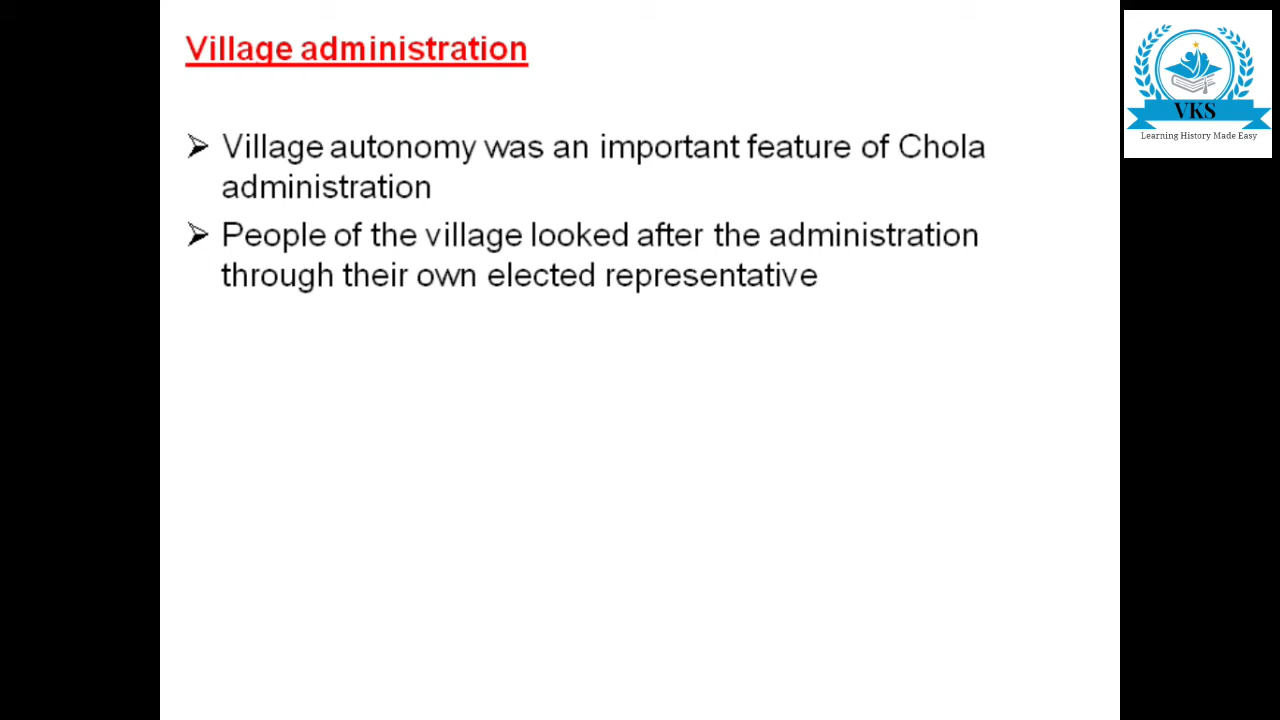 Village administration
VKS
Learning History Made Easy
➢ Village autonomy was an important feature of Chola
administration
➢ People of the village looked after the administration
through their own elected representative